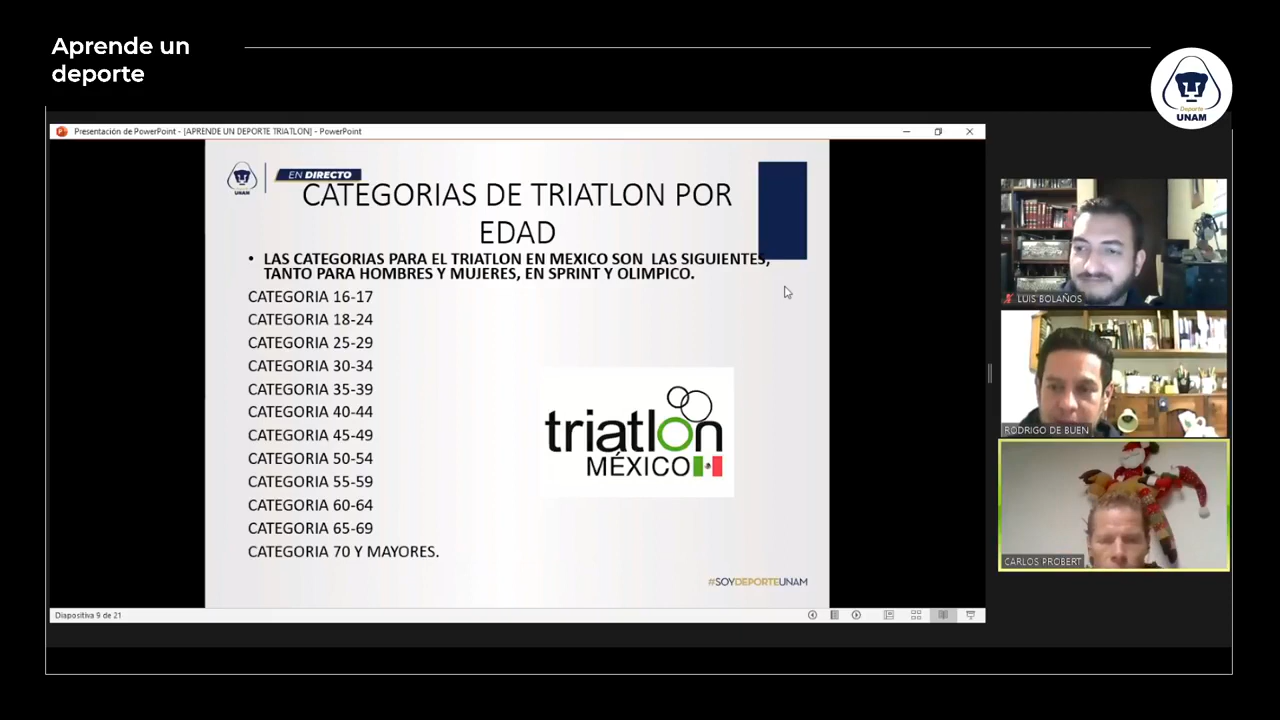 Aprende un
deporte
Deporte
UNAM
Presentación de PowerPoint - [APRENDE UN DEPORTE TRIATLON] - PowerPoint
UNAM
EN DIRECTO
CATEGORIAS DE TRIATLON POR
EDAD
• LAS CATEGORIAS PARA EL TRIATLON EN MEXICO SON LAS SIGUIENTES,
TANTO PARA HOMBRES Y MUJERES, EN SPRINT Y OLIMPICO.
CATEGORIA 16-17
CATEGORIA 18-24
CATEGORIA 25-29
CATEGORIA 30-34
CATEGORIA 35-39
CATEGORIA 40-44
CATEGORIA 45-49
CATEGORIA 50-54
CATEGORIA 55-59
CATEGORIA 60-64
CATEGORIA 65-69
CATEGORIA 70 Y MAYORES.
triatlon
MÉXICO
#SOYDEPORTEUNAM
Diapositiva 9 de 21
LUIS BOLAÑOS
RODRIGO DE BUEN
CARLOS PROBERT